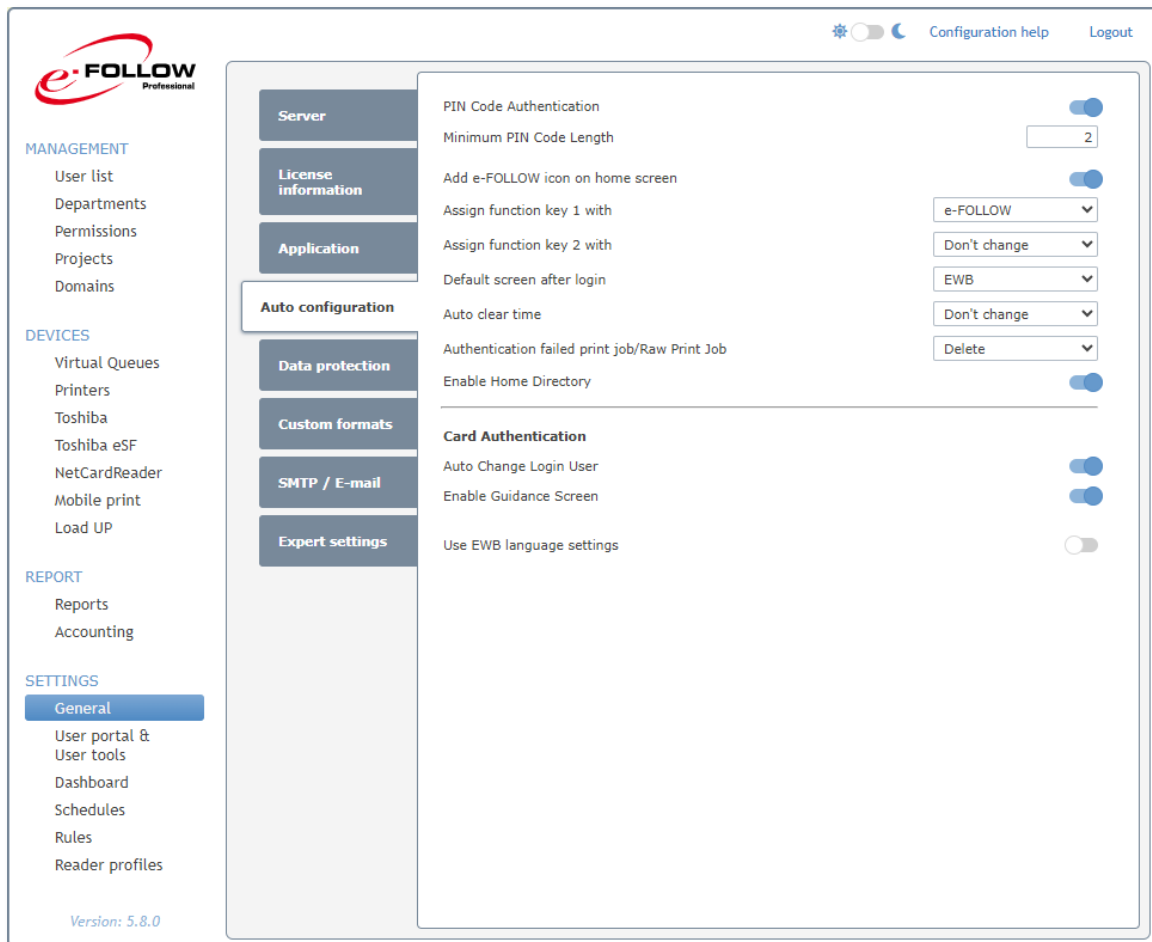 Configuration help
Logout
e-FOLLOW
Professional
MANAGEMENT
User list
Departments
Permissions
Projects
Domains
DEVICES
Virtual Queues
Printers
Toshiba
Toshiba eSF
NetCardReader
Mobile print
Load UP
REPORT
Reports
Accounting
SETTINGS
General
User portal &
User tools
Dashboard
Schedules
Rules
Reader profiles
Version: 5.8.0
Server
License
information
Application
Auto configuration
Data protection
Custom formats
SMTP / E-mail
Expert settings
PIN Code Authentication
Minimum PIN Code Length 2
Add e-FOLLOW icon on home screen
Assign function key 1 with e-FOLLOW
Assign function key 2 with Don't change
Default screen after login EWB
Auto clear time Don't change
Authentication failed print job/Raw Print Job Delete
Enable Home Directory
Card Authentication
Auto Change Login User
Enable Guidance Screen
Use EWB language settings